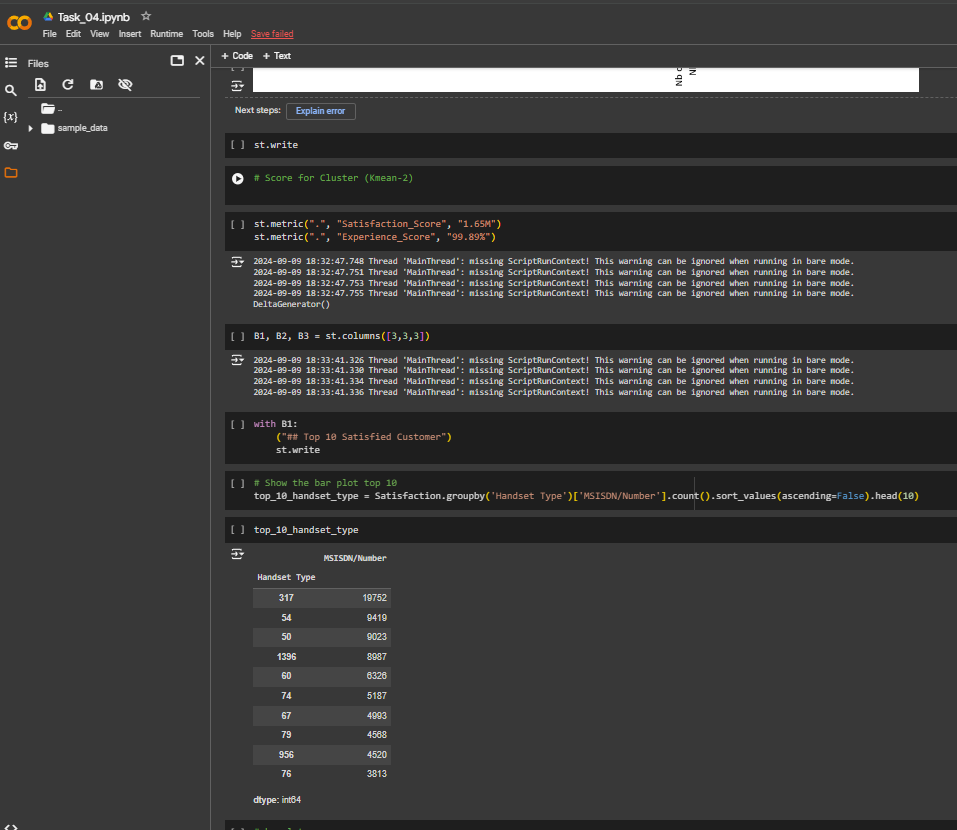 CO
Task_04.ipynb
File Edit View Insert Runtime Tools Help Save failed
+ Code + Text
Files
..
sample_data
{x}
Nb
Next steps: Explain error
[ ] st.write
# Score for Cluster (Kmean-2)
[ ] st.metric(".", "Satisfaction_Score", "1.65M")
st.metric(".", "Experience_Score", "99.89%")
2024-09-09 18:32:47.748 Thread 'MainThread': missing ScriptRunContext! This warning can be ignored when running in bare mode.
2024-09-09 18:32:47.751 Thread 'MainThread': missing ScriptRunContext! This warning can be ignored when running in bare mode.
2024-09-09 18:32:47.753 Thread 'MainThread': missing ScriptRunContext! This warning can be ignored when running in bare mode.
2024-09-09 18:32:47.755 Thread 'MainThread': missing ScriptRunContext! This warning can be ignored when running in bare mode.
DeltaGenerator()
[ ] B1, B2, B3 = st.columns([3,3,3])
2024-09-09 18:33:41.326 Thread 'MainThread': missing ScriptRunContext! This warning can be ignored when running in bare mode.
2024-09-09 18:33:41.330 Thread 'MainThread': missing ScriptRunContext! This warning can be ignored when running in bare mode.
2024-09-09 18:33:41.334 Thread 'MainThread': missing ScriptRunContext! This warning can be ignored when running in bare mode.
2024-09-09 18:33:41.336 Thread 'MainThread': missing ScriptRunContext! This warning can be ignored when running in bare mode.
[ ] with B1:
("## Top 10 Satisfied Customer")
st.write
[ ] # Show the bar plot top 10
top_10_handset_type = Satisfaction.groupby('Handset Type')['MSISDN/Number'].count().sort_values(ascending=False).head(10)
[ ] top_10_handset_type
MSISDN/Number
Handset Type
317 19752
54 9419
50 9023
1396 8987
60 6326
74 5187
67 4993
79 4568
956 4520
76 3813
dtype: int64